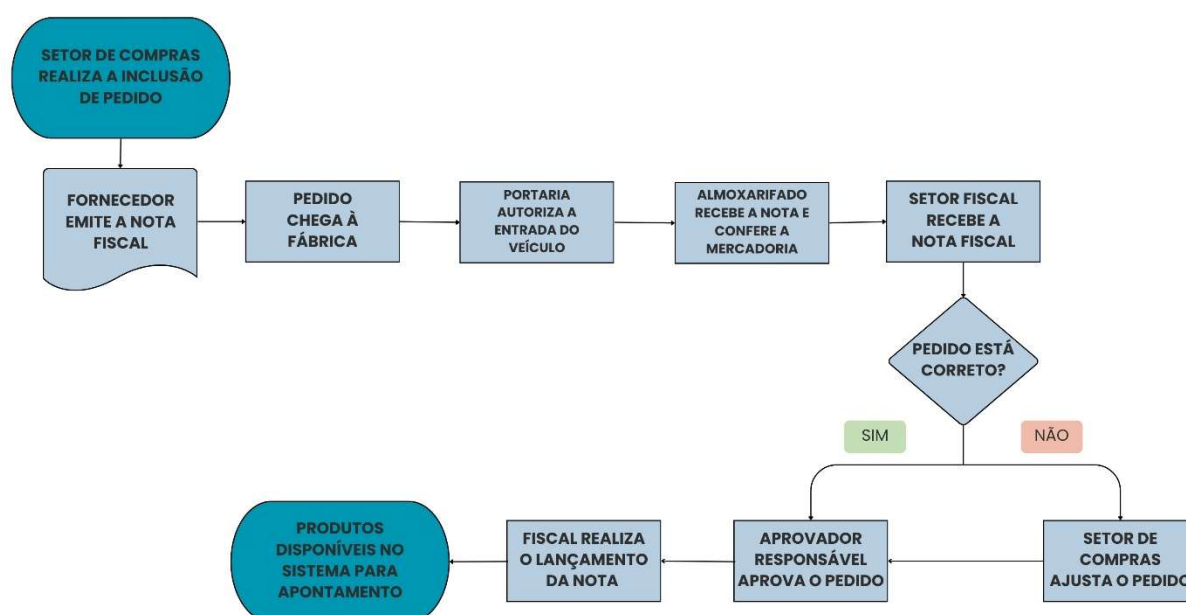 SETOR DE COMPRAS
REALIZA A INCLUSÃO
DE PEDIDO
FORNECEDOR
EMITE A NOTA
FISCAL
PEDIDO
CHEGA À
FÁBRICA
PORTARIA
AUTORIZA A
ENTRADA DO
VEÍCULO
ALMOXARIFADO
RECEBE A NOTA E
CONFERE A
MERCADORIA
SETOR FISCAL
RECEBE A
NOTA FISCAL
PEDIDO ESTÁ
CORRETO?
SIM
NÃO
SETOR DE
COMPRAS
AJUSTA O PEDIDO
APROVADOR
RESPONSÁVEL
APROVA O PEDIDO
FISCAL REALIZA
O LANÇAMENTO
DA NOTA
PRODUTOS
DISPONÍVEIS NO
SISTEMA PARA
APONTAMENTO